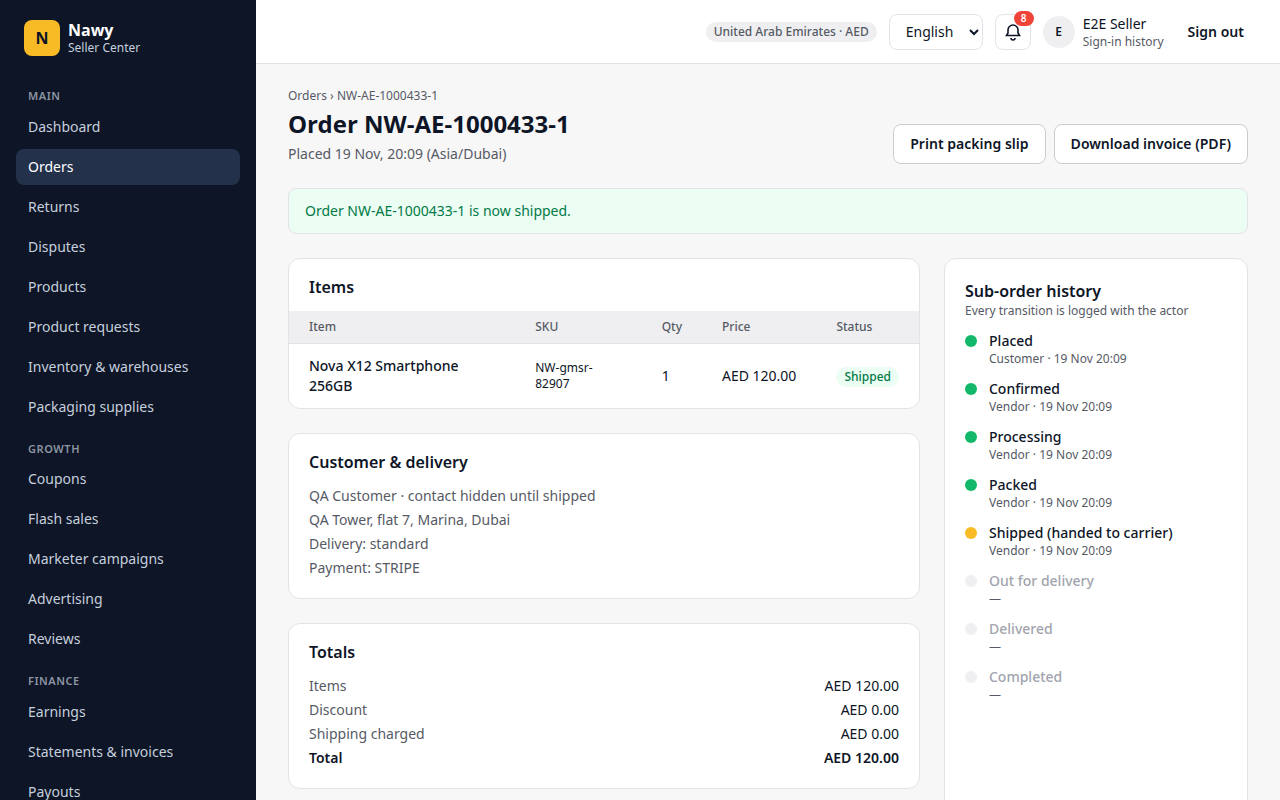 N
Nawy
Seller Center
MAIN
Dashboard
Orders
Returns
Disputes
Products
Product requests
Inventory & warehouses
Packaging supplies
GROWTH
Coupons
Flash sales
Marketer campaigns
Advertising
Reviews
FINANCE
Earnings
Statements & invoices
Payouts
United Arab Emirates · AED
English
8
E
E2E Seller
Sign-in history
Sign out
Orders › NW-AE-1000433-1
Order NW-AE-1000433-1
Placed 19 Nov, 20:09 (Asia/Dubai)
Print packing slip
Download invoice (PDF)
Order NW-AE-1000433-1 is now shipped.
Items
Item SKU Qty Price Status
Nova X12 Smartphone
256GB
NW-gmsr-
82907
1
AED 120.00
Shipped
Customer & delivery
QA Customer · contact hidden until shipped
QA Tower, flat 7, Marina, Dubai
Delivery: standard
Payment: STRIPE
Totals
Items AED 120.00
Discount AED 0.00
Shipping charged AED 0.00
Total AED 120.00
Sub-order history
Every transition is logged with the actor
Placed
Customer · 19 Nov 20:09
Confirmed
Vendor · 19 Nov 20:09
Processing
Vendor · 19 Nov 20:09
Packed
Vendor · 19 Nov 20:09
Shipped (handed to carrier)
Vendor · 19 Nov 20:09
Out for delivery
—
Delivered
—
Completed
—